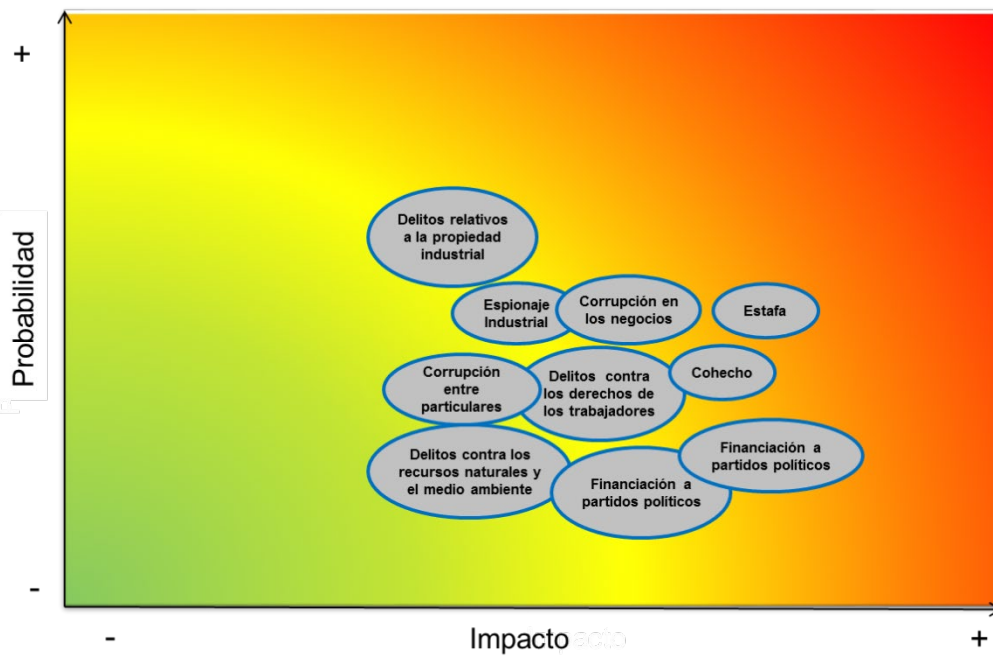 +
Probabilidad
-
Delitos relativos
a la propiedad
industrial
Espionaje
Industrial
Corrupción en
los negocios
Estafa
Corrupción
entre
particulares
Delitos contra
los derechos de
los trabajadores
Cohecho
Delitos contra los
recursos naturales y
el medio ambiente
Financiación a
partidos políticos
Financiación a
partidos políticos
-
Impacto
+